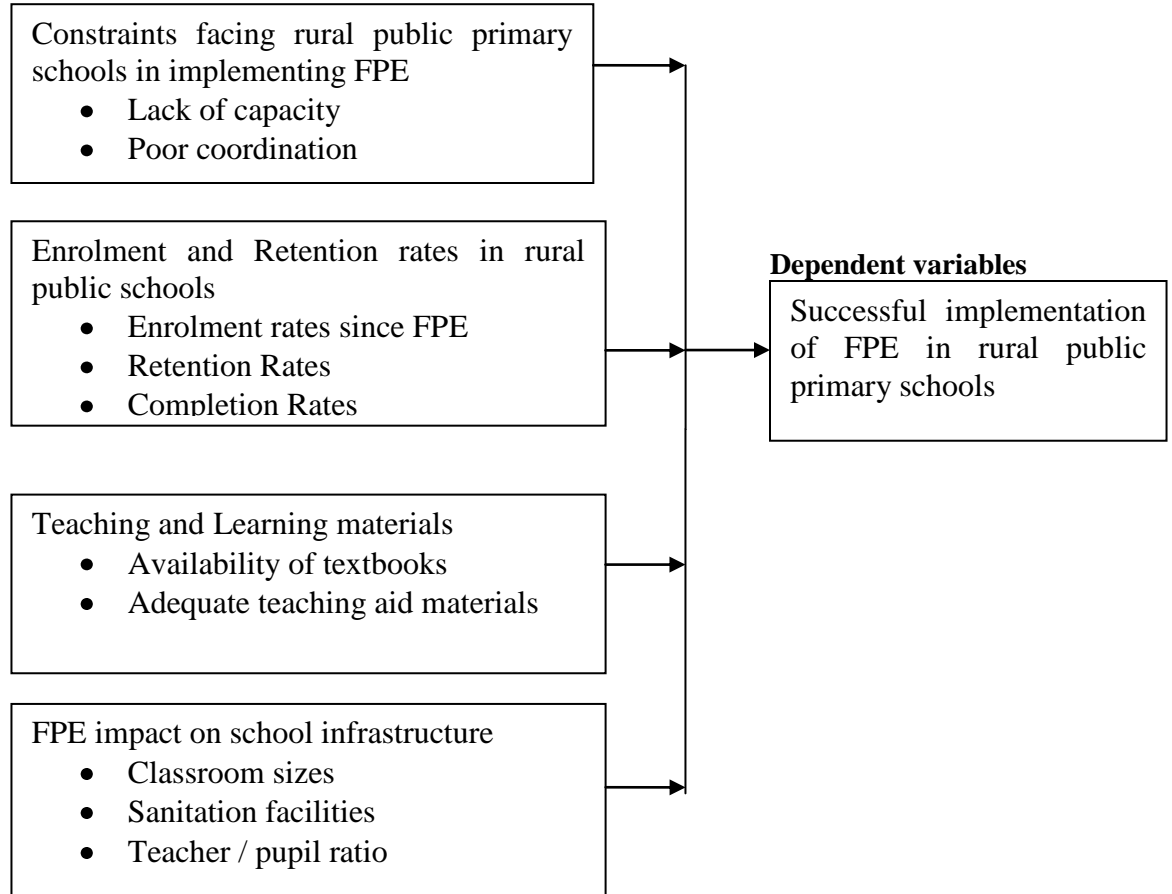 Constraints facing rural public primary
schools in implementing FPE
• Lack of capacity
• Poor coordination
Enrolment and Retention rates in rural
public schools
• Enrolment rates since FPE
• Retention Rates
• Completion Rates
Teaching and Learning materials
• Availability of textbooks
• Adequate teaching aid materials
FPE impact on school infrastructure
• Classroom sizes
• Sanitation facilities
• Teacher / pupil ratio
Dependent variables
Successful implementation
of FPE in rural public
primary schools